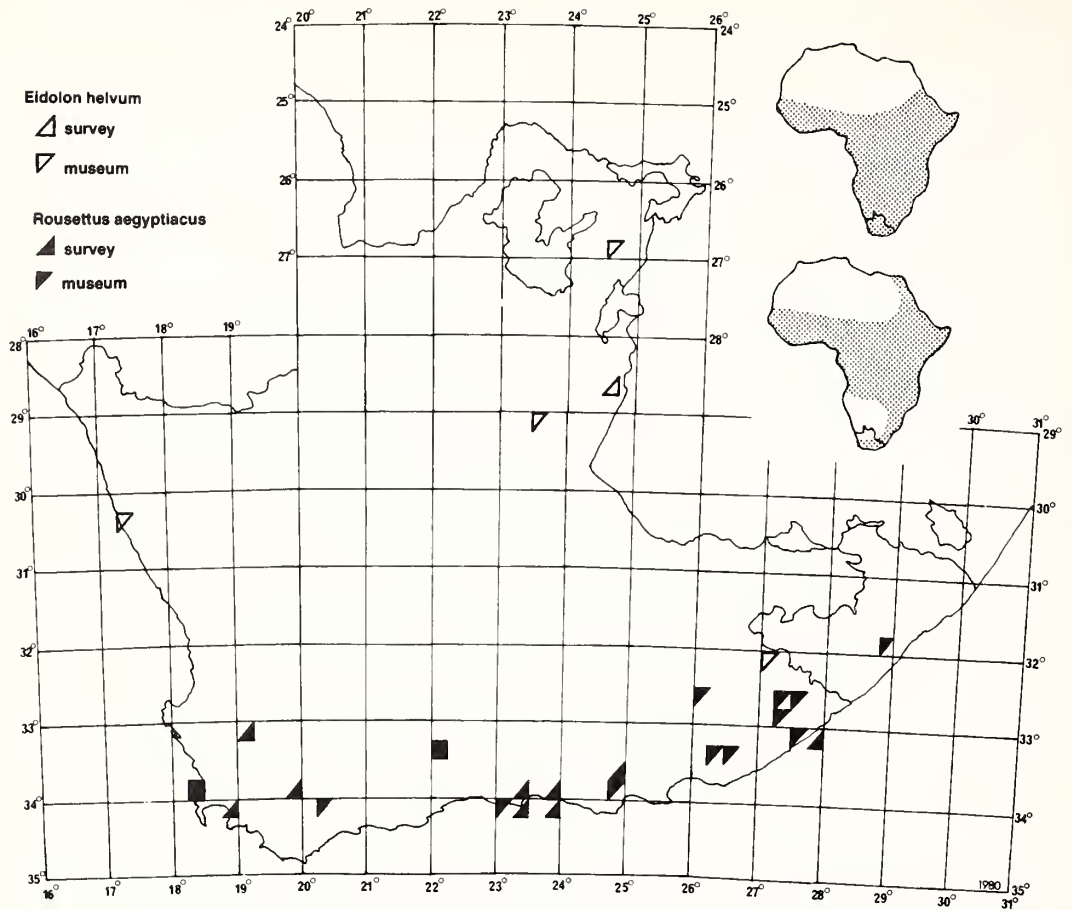 20° 21° 22° 23° 24° 25° 26°
24° 24°
Eidolon helvum
survey
museum
25° 25°
26° 26°
Rousettus aegyptiacus
survey
museum
27° 27°
16° 17° 18° 19°
28° 28°
29°
30° 31°
29°
30° 30°
31° 31°
32° 32°
33° 33°
34° 34°
35° 35°
1980
16° 17° 18° 19° 20° 21° 22° 23° 24° 25° 26° 27° 28° 29° 30° 31°